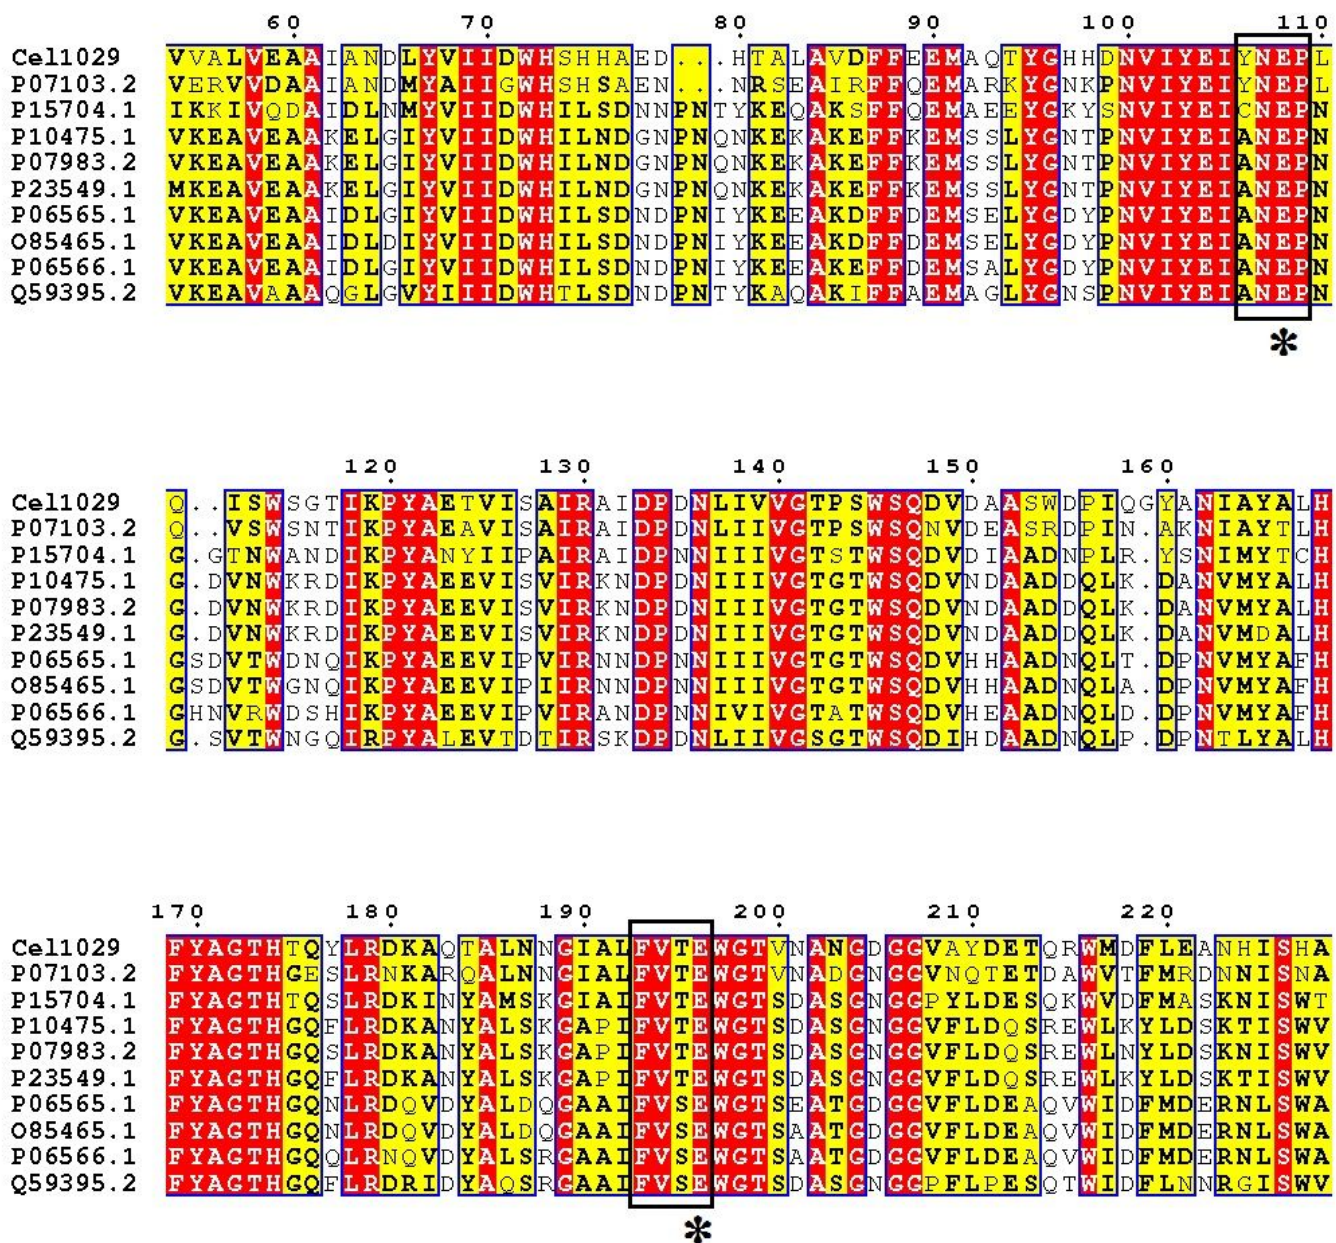 60 70 80 90 100 110
Cel1029 VVALVEAAIANDLYVIIDWHSHHAED...HTALAVDFFEEMAQTYGHHDNVIYEIYNEPL
P07103.2 VERVVDAAIANDMYAIIGWHSHSAEN...NRSEAIRFFQEMARKYGNKPNVIYEIYNEPL
P15704.1 IKKIVQDAIDLNMYVIIDWHILSDNNPNTYKEQAKSFFQEMAEEYGKYSNVIYEICNEPN
P10475.1 VKEAVEAAKELGIYVIIDWHILNDGNPNQNKEKAKEFFKEMSSLYGNTPNVIYEIANEPN
P07983.2 VKEAVEAAKELGIYVIIDWHILNDGNPNQNKEKAKEFFKEMSSLYGNTPNVIYEIANEPN
P23549.1 MKEAVEAAKELGIYVIIDWHILNDGNPNQNKEKAKEFFKEMSSLYGNTPNVIYEIANEPN
P06565.1 VKEAVEAAIDLGIYVIIDWHILSDNDPNIYKEEAKDFFDEMSELYGDYPNVIYEIANEPN
O85465.1 VKEAVEAAIDLDIYVIIDWHILSDNDPNIYKEEAKDFFDEMSELYGDYPNVIYEIANEPN
P06566.1 VKEAVEAAIDLGIYVIIDWHILSDNDPNIYKEEAKEFFDEMSALYGDYPNVIYEIANEPN
Q59395.2 VKEAVAAAQGLGVYIIIDWHTLSDNDPNTYKAQAKIFFAEMAGLYGNSPNVIYEIANEPN
*
120 130 140 150 160
Cel1029 Q..ISWSGTIKPYAETVISAIRAIDPDNLIVVGTPSWSQDVDAASWDPIQGYANIAYALH
P07103.2 Q..VSWSNTIKPYAEAVISAIRAIDPDNLIIVGTPSWSQNVDEASRDPIN.AKNIAYTLH
P15704.1 G.GTNWANDIKPYANYIIPAIRAIDPNNIIIVGTSTWSQDVDIAADNPLR.YSNIMYTCH
P10475.1 G.DVNWKRDIKPYAEEVISVIRKNDPDNIIIVGTGTWSQDVNDAADDQLK.DANVMYALH
P07983.2 G.DVNWKRDIKPYAEEVISVIRKNDPDNIIIVGTGTWSQDVNDAADDQLK.DANVMYALH
P23549.1 G.DVNWKRDIKPYAEEVISVIRKNDPDNIIIVGTGTWSQDVNDAADDQLK.DANVMDALH
P06565.1 GSDVTWDNQIKPYAEEVIPVIRNNDPNNIIIVGTGTWSQDVHHAADNQLT.DPNVMYAFH
O85465.1 GSDVTWGNQIKPYAEEVIPIIRNNDPNNIIIVGTGTWSQDVHHAADNQLA.DPNVMYAFH
P06566.1 GHNVRWDSHIKPYAEEVIPVIRANDPNNIVIVGTATWSQDVHEAADNQLD.DPNVMYAFH
Q59395.2 G.SVTWNGQIRPYALEVTDTIRSKDPDNLIIVGSGTWSQDIHDAADNQLP.DPNTLYALH
170 180 190 200 210 220
Cel1029 FYAGTHTQYLRDKAQTALNNGIALFVTEWGTVNANGDGGVAYDETQRWMDFLEANHISHA
P07103.2 FYAGTHGESLRNKARQALNNGIALFVTEWGTVNADGNGGVNQTETDAWVTFMRDNNISNA
P15704.1 FYAGTHTQSLRDKINYAMSKGIAIFVTEWGTSDASGNGGPYLDESQKWVDFMASKNISWT
P10475.1 FYAGTHGQFLRDKANYALSKGAPIFVTEWGTSDASGNGGVFLDQSREWLKYLDSKTISWV
P07983.2 FYAGTHGQSLRDKANYALSKGAPIFVTEWGTSDASGNGGVFLDQSREWLNYLDSKNISWV
P23549.1 FYAGTHGQFLRDKANYALSKGAPIFVTEWGTSDASGNGGVFLDQSREWLKYLDSKTISWV
P06565.1 FYAGTHGQNLRDQVDYALDQGAAIFVSEWGTSEATGDGGVFLDEAQVWIDFMDERNLSWA
O85465.1 FYAGTHGQNLRDQVDYALDQGAAIFVSEWGTSAATGDGGVFLDEAQVWIDFMDERNLSWA
P06566.1 FYAGTHGQQLRNQVDYALSRGAAIFVSEWGTSAATGDGGVFLDEAQVWIDFMDERNLSWA
Q59395.2 FYAGTHGQFLRDRIDYAQSRGAAIFVSEWGTSDASGNGGPFLPESQTWIDFLNNRGISWV
*